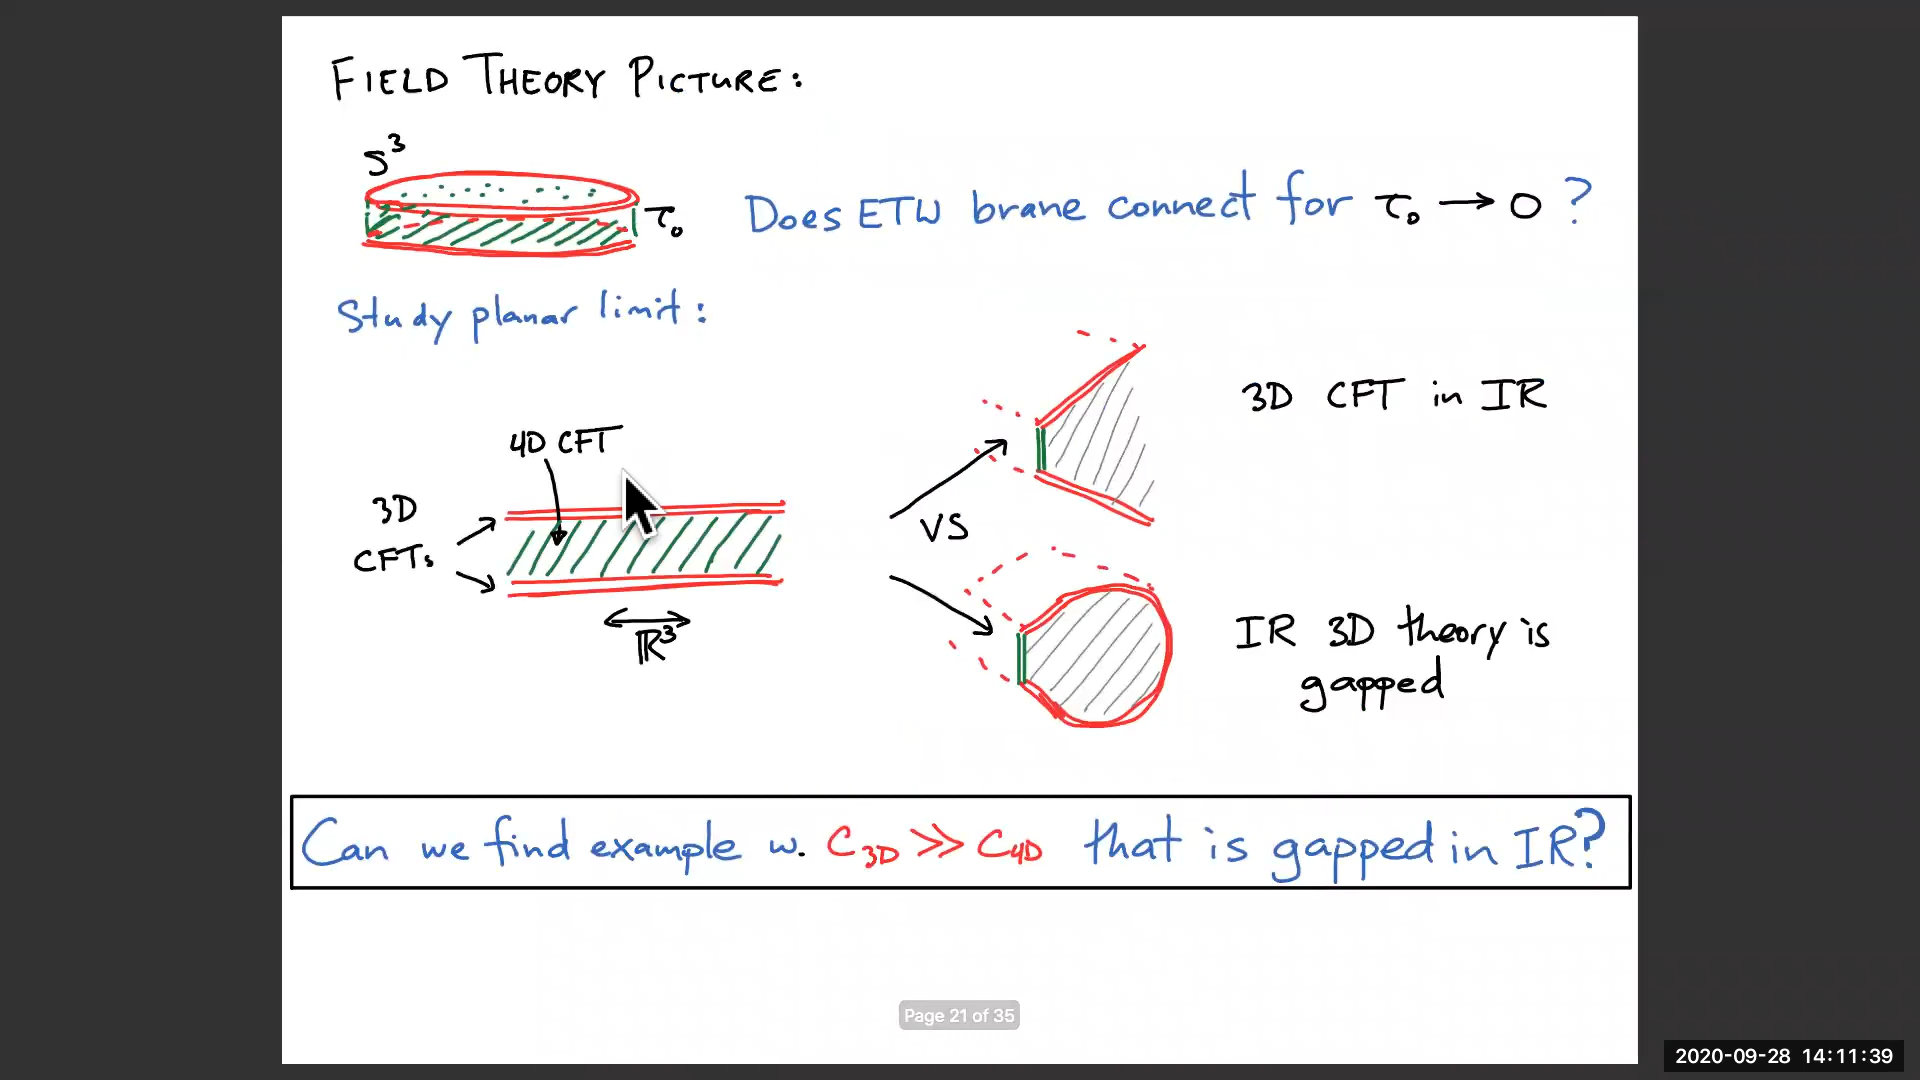 FIELD THEORY PICTURE:
S³
τ₀
Does ETW brane connect for τ₀ → 0 ?
Study planar limit:
3D CFT in IR
4D CFT
3D
CFTs
VS
ℝ³
IR 3D theory is
gapped
Can we find example w. C₃D >> C₄D that is gapped in IR?
Page 21 of 35
2020-09-28 14:11:39